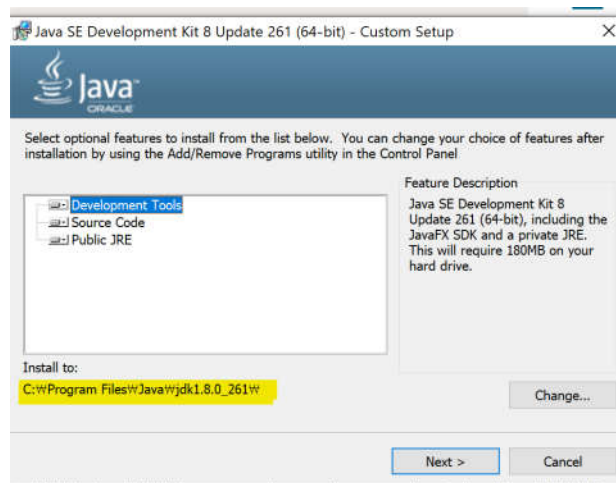 Java SE Development Kit 8 Update 261 (64-bit) - Custom Setup
Java
ORACLE
Select optional features to install from the list below. You can change your choice of features after
installation by using the Add/Remove Programs utility in the Control Panel
Development Tools
Source Code
Public JRE
Feature Description
Java SE Development Kit 8
Update 261 (64-bit), including the
JavaFX SDK and a private JRE.
This will require 180MB on your
hard drive.
Install to:
C:₩Program Files₩Java₩jdk1.8.0_261₩
Change...
Next >
Cancel